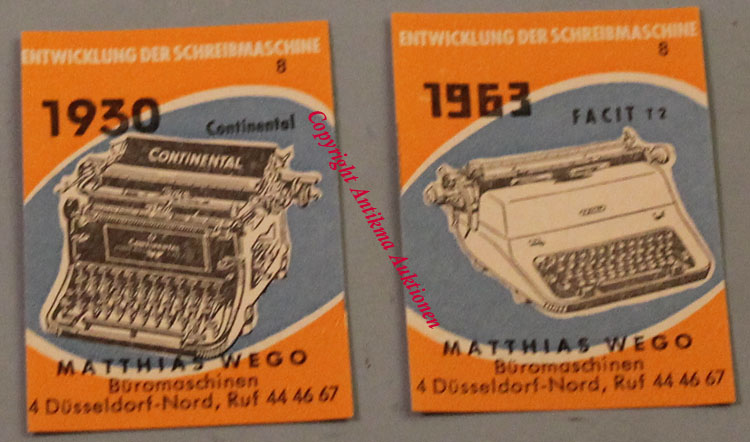 ENTWICKLUNG DER SCHREIBMASCHINE
8
1930
Continental
CONTINENTAL
Continental
MATTHIAS WEGO
Büromaschinen
4 Düsseldorf-Nord, Ruf 44 46 67
ENTWICKLUNG DER SCHREIBMASCHINE
8
1963
FACIT T2
MATTHIAS WEGO
Büromaschinen
4 Düsseldorf-Nord, Ruf 44 46 67
Copyright Antikma Auktionen